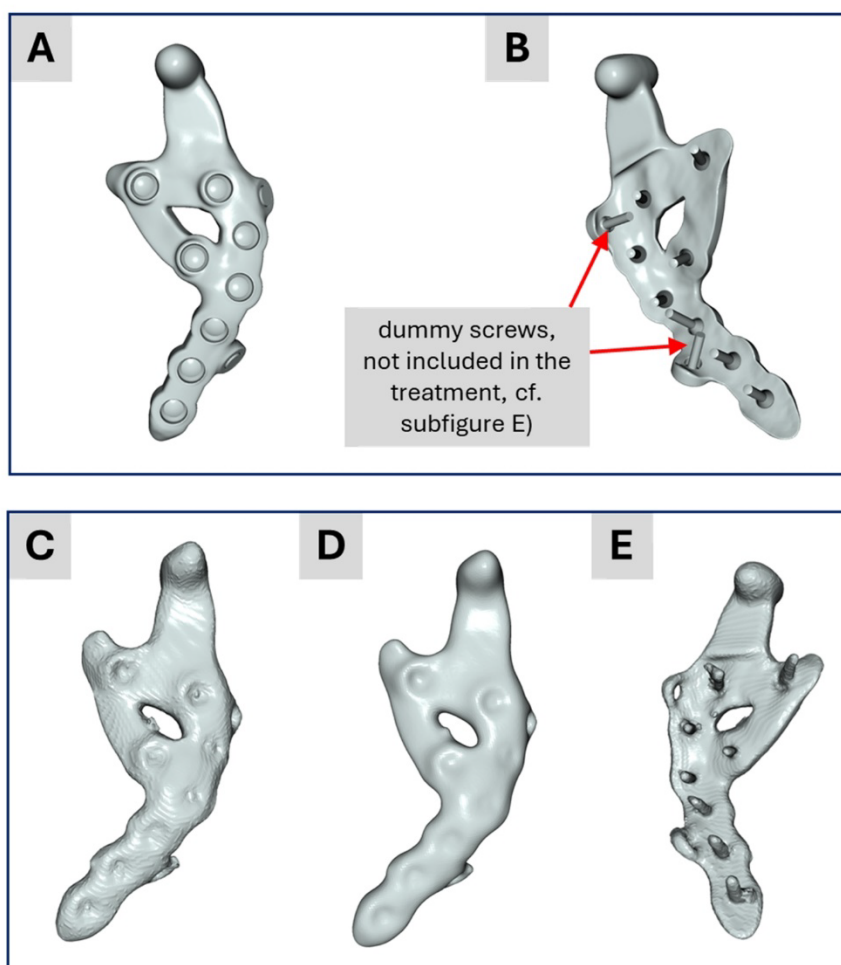 A
B
dummy screws,
not included in the
treatment, cf.
subfigure E)
C
D
E